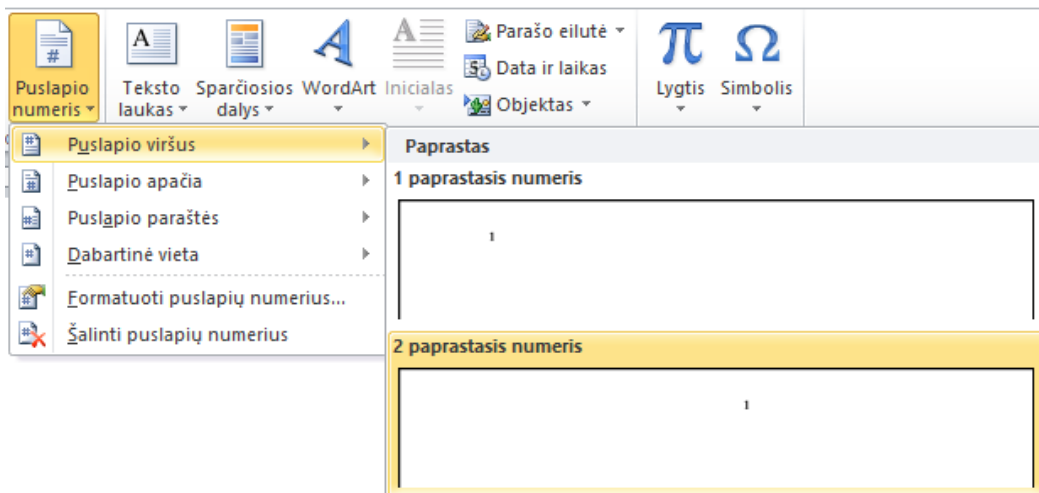 Puslapio numeris
Teksto laukas
Sparčiosios dalys
WordArt
Inicialas
Parašo eilutė
Data ir laikas
Objektas
Lygtis
Simbolis
Puslapio viršus
Puslapio apačia
Puslapio paraštės
Dabartinė vieta
Formatuoti puslapių numerius...
Šalinti puslapių numerius
Paprastas
1 paprastasis numeris
1
2 paprastasis numeris
1